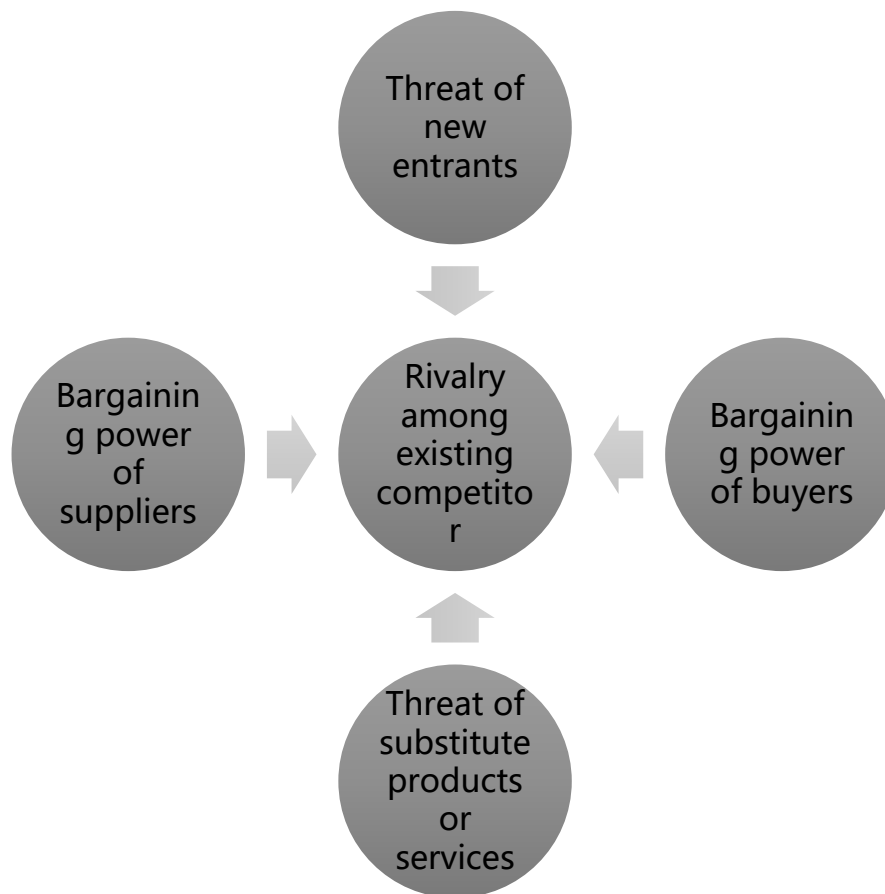 Threat of
new
entrants
Bargainin
g power
of
suppliers
Rivalry
among
existing
competito
r
Bargainin
g power
of buyers
Threat of
substitute
products
or
services